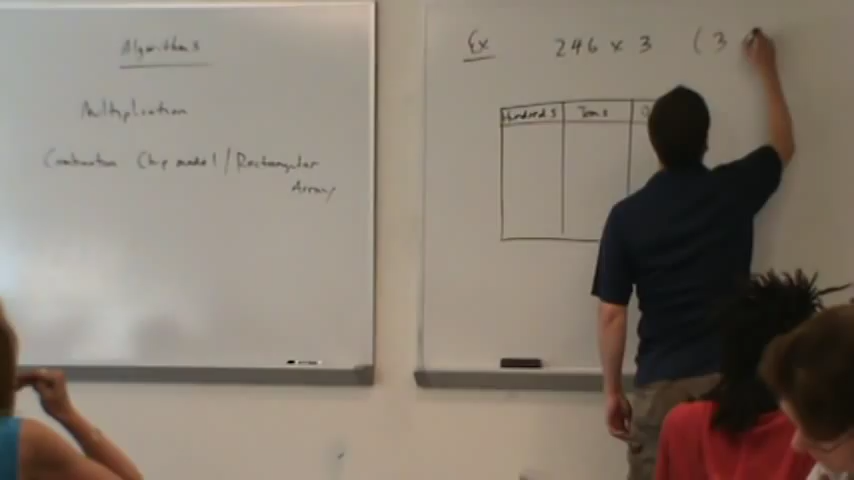 Algorithms
Multiplication
Combination Chip model / Rectangular
Array
Ex 246 x 3 ( 3
Hundreds Tens